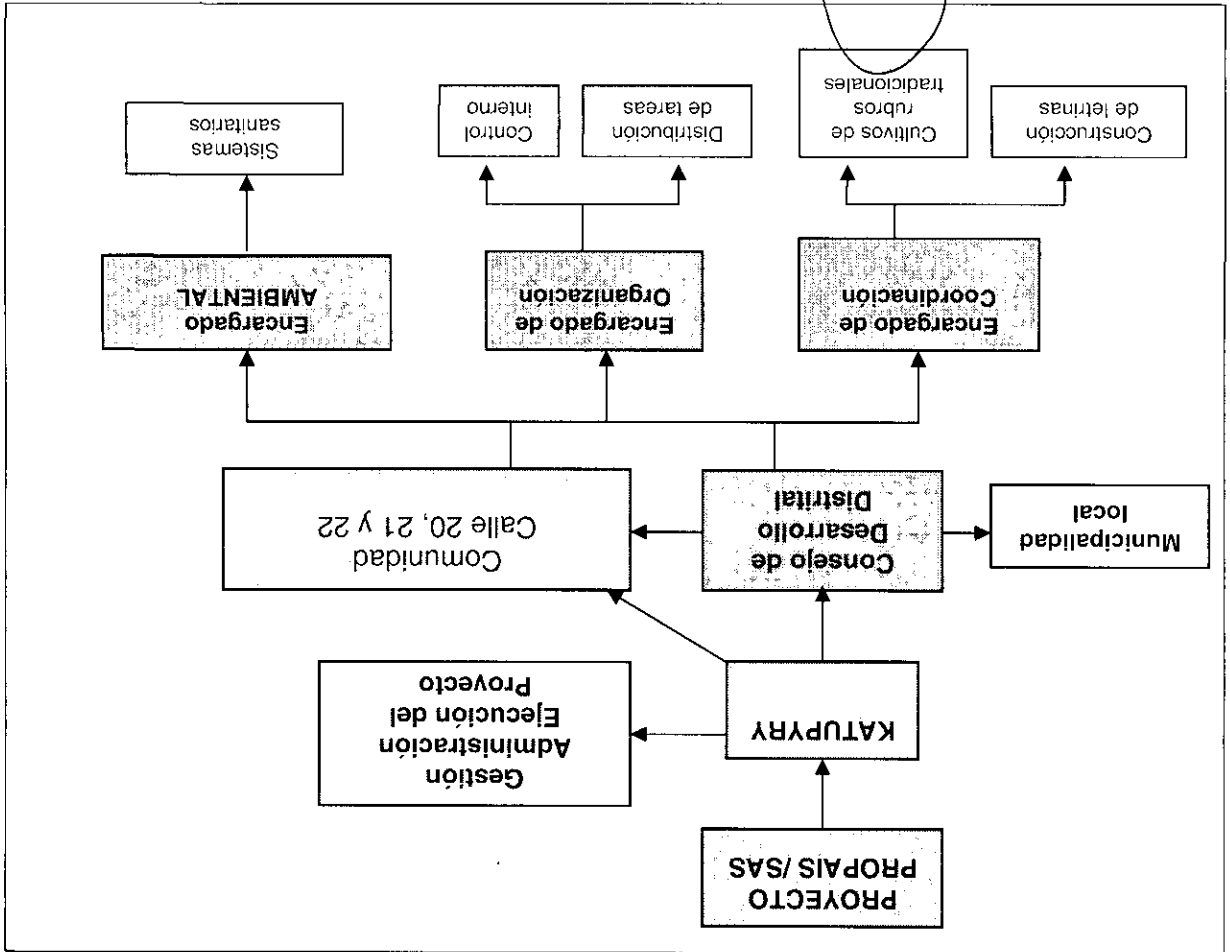 PROYECTO
PROPAIS/ SAS
KATUPYRY
Gestión
Administración
Ejecución del
Proyecto
Municipalidad
local
Consejo de
Desarrollo
Distrital
Comunidad
Calle 20, 21 y 22
Encargado de
Coordinación
Encargado de
Organización
Encargado
AMBIENTAL
Construcción
de letrinas
Cultivos de
rubros
tradicionales
Distribución
de tareas
Control
interno
Sistemas
sanitarios